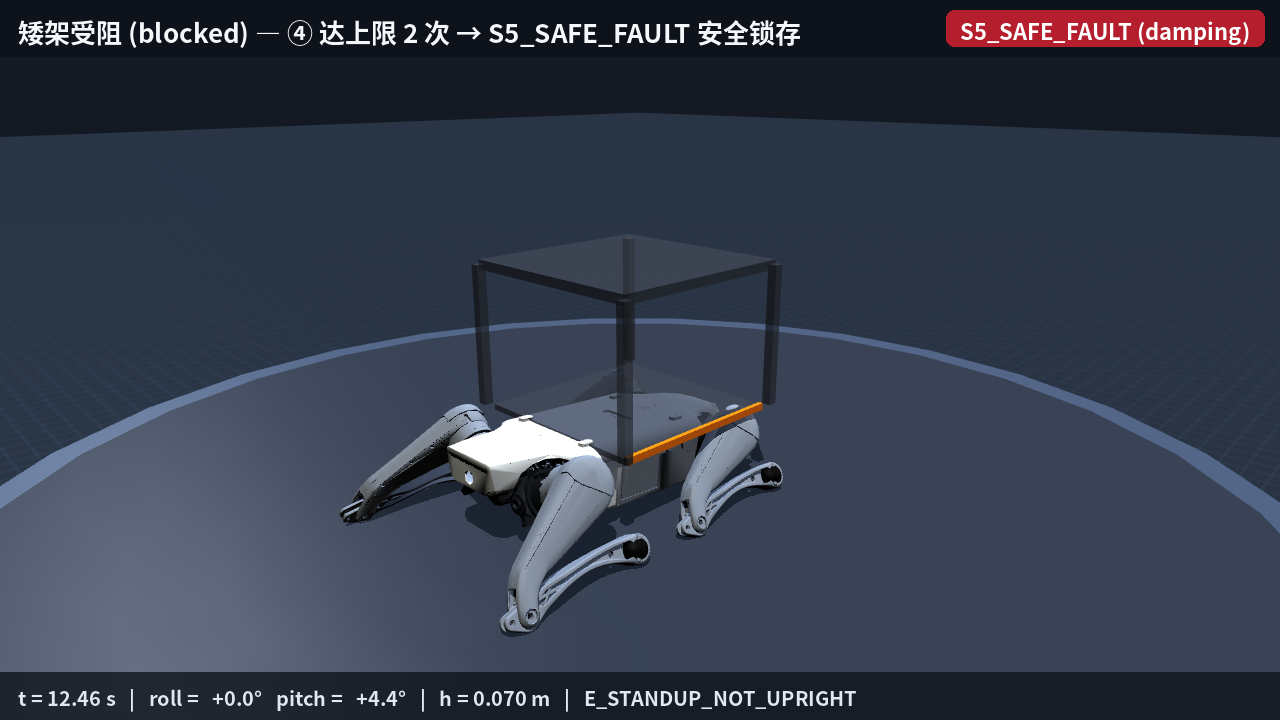 矮架受阻 (blocked) — ④ 达上限 2 次 → S5_SAFE_FAULT 安全锁存
S5_SAFE_FAULT (damping)
t = 12.46 s | roll = +0.0° pitch = +4.4° | h = 0.070 m | E_STANDUP_NOT_UPRIGHT